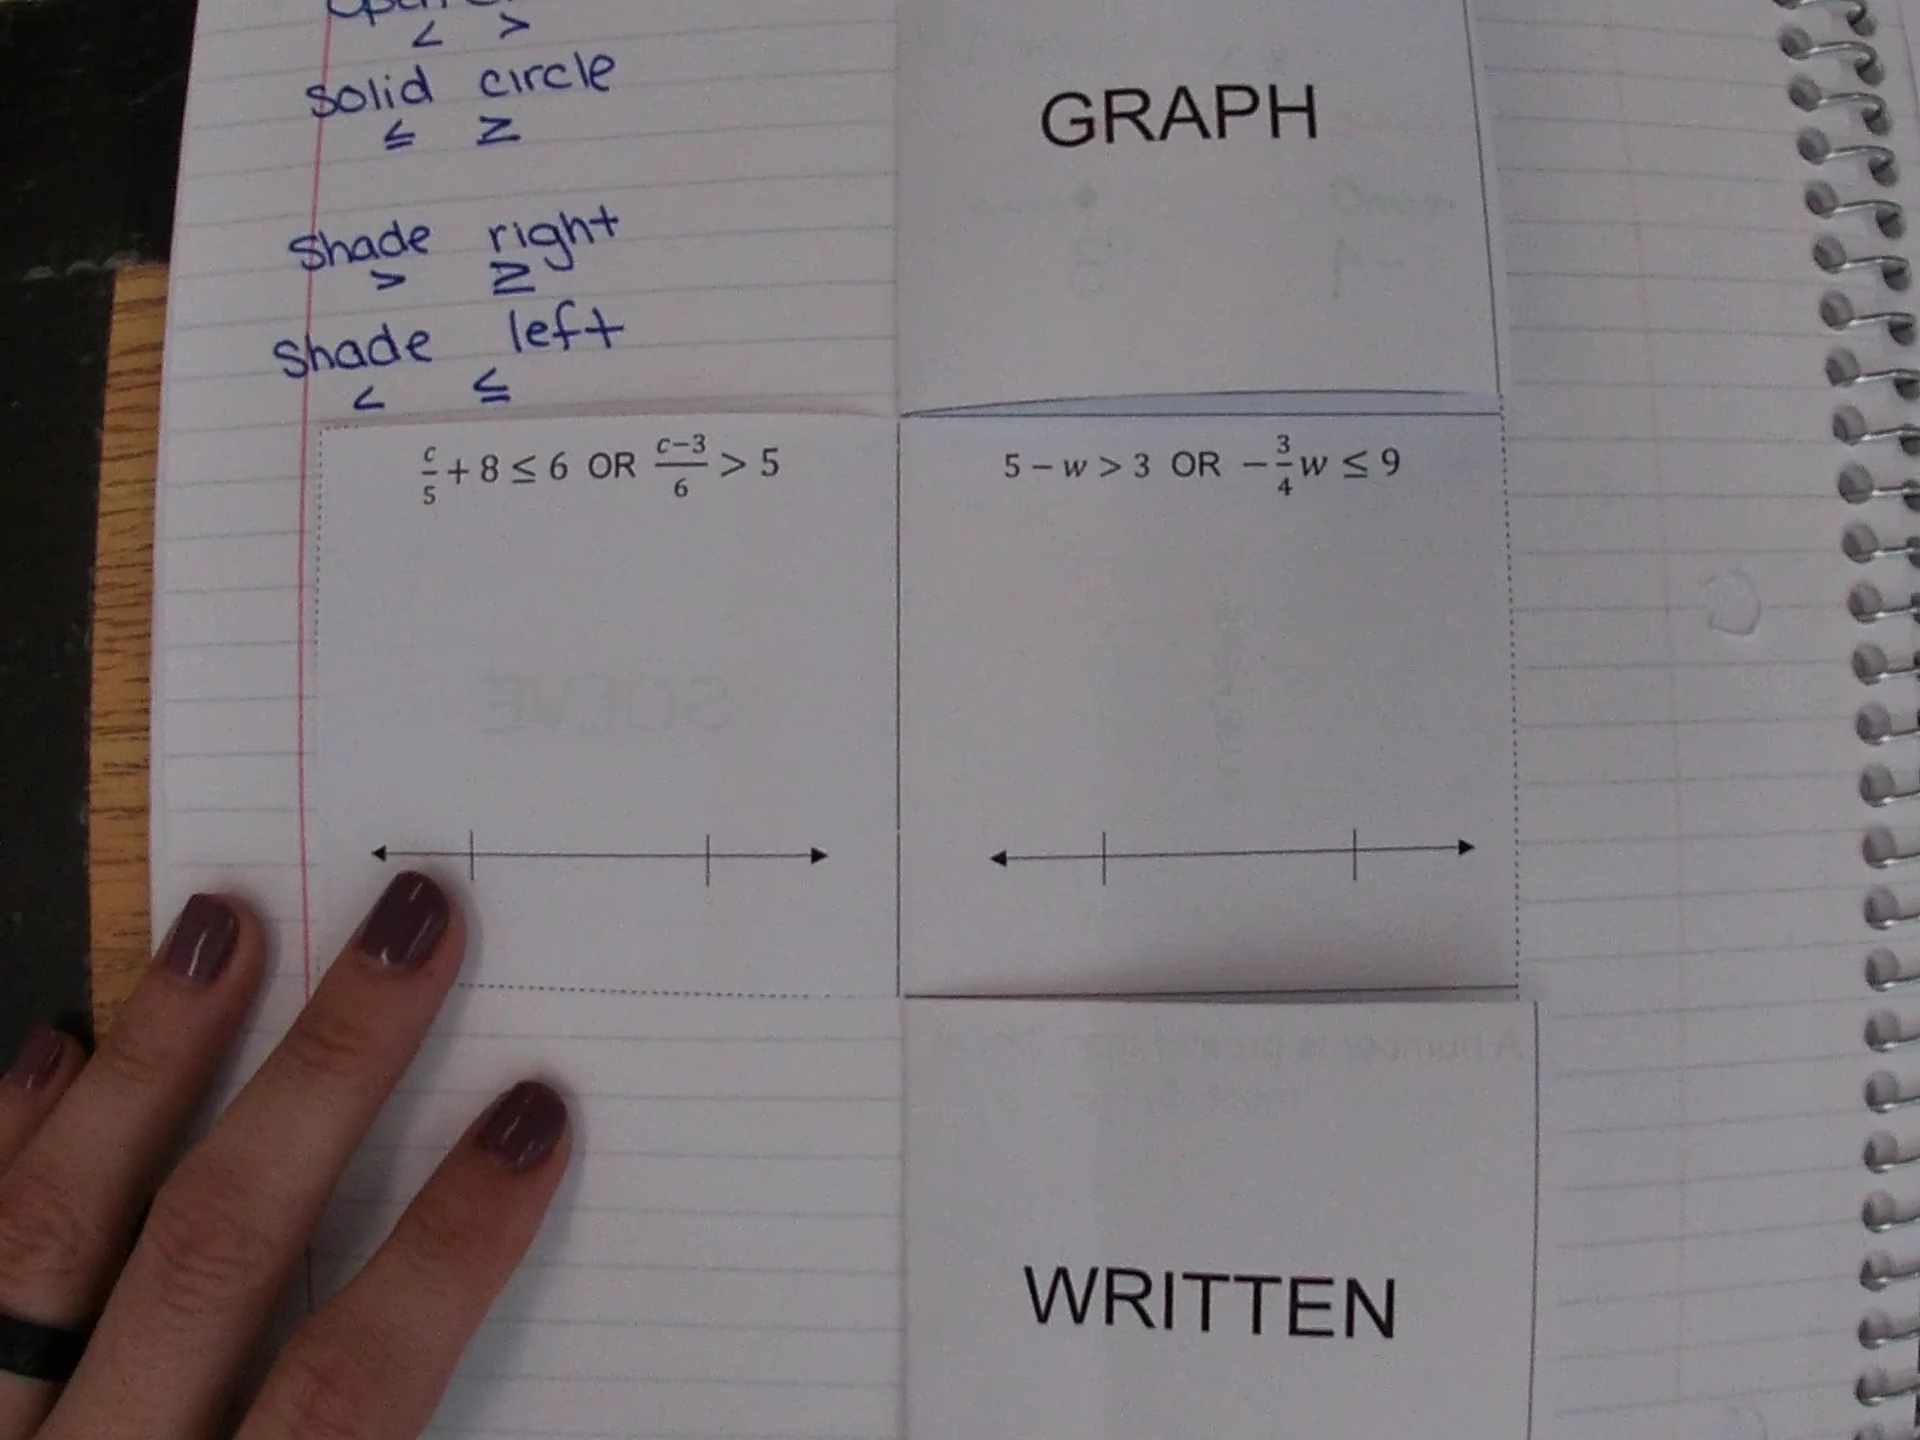 < >
Solid circle
≤ ≥
Shade right
> ≥
Shade left
< ≤
GRAPH
c/5 + 8 ≤ 6 OR (c−3)/6 > 5
5 − w > 3 OR −3/4 w ≤ 9
WRITTEN